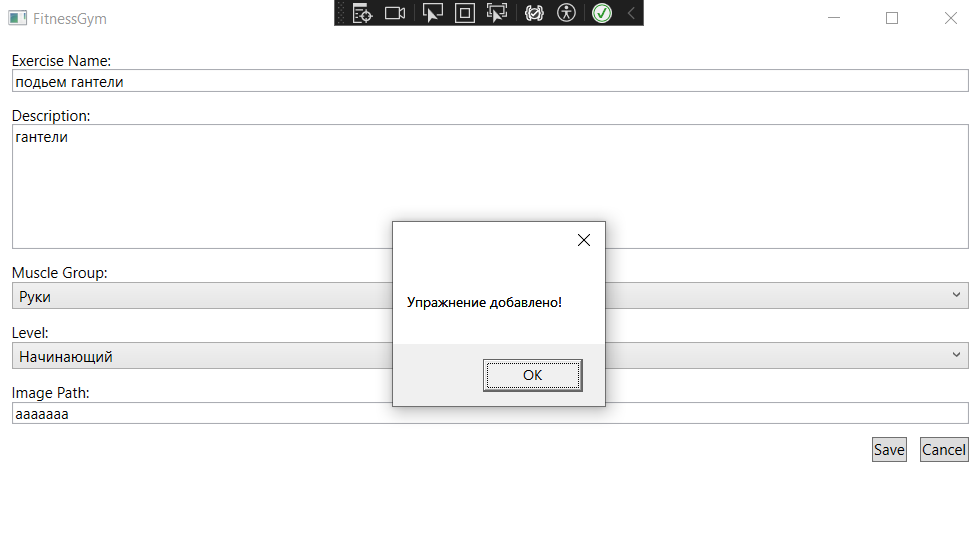 FitnessGym
Exercise Name:
подьем гантели
Description:
гантели
Muscle Group:
Руки
Упражнение добавлено!
Level:
Начинающий
OK
Image Path:
ааааааа
Save Cancel